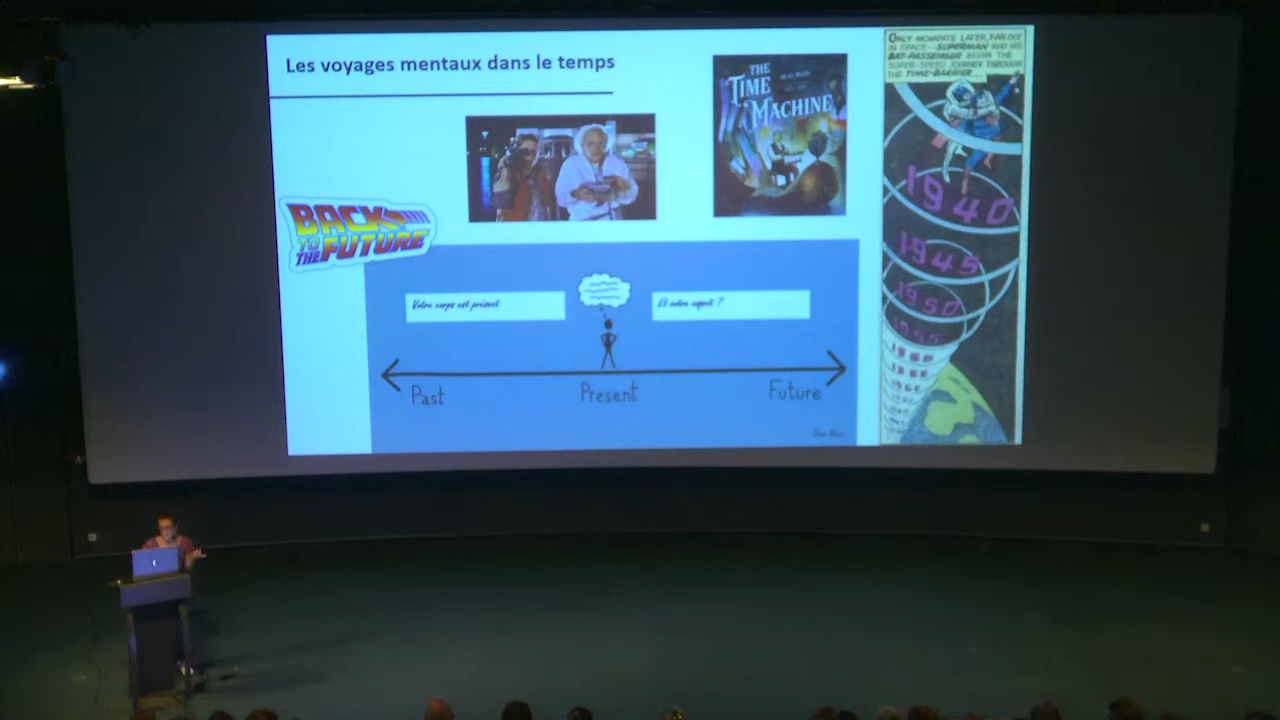 Les voyages mentaux dans le temps
THE
TIME
MACHINE
BACK
TO
THE FUTURE
Votre corps est présent
Et votre esprit ?
Past
Present
Future
ONLY MOMENTS LATER, FAR OUT
IN SPACE--SUPERMAN AND HIS
BAT-PASSENGER BEGIN THE
SUPER-SPEED JOURNEY THROUGH
THE TIME-BARRIER...
1940
1945
1950
1955